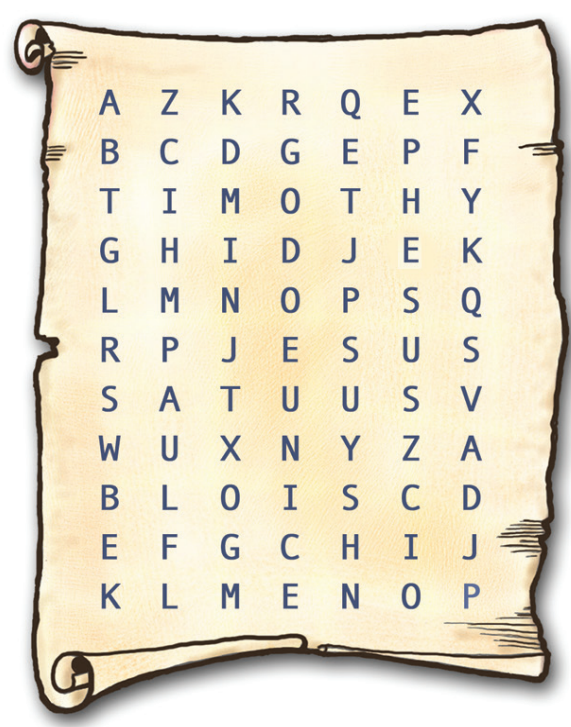 A Z K R Q E X
B C D G E P F
T I M O T H Y
G H I D J E K
L M N O P S Q
R P J E S U S
S A T U U S V
W U X N Y Z A
B L O I S C D
E F G C H I J
K L M E N O P